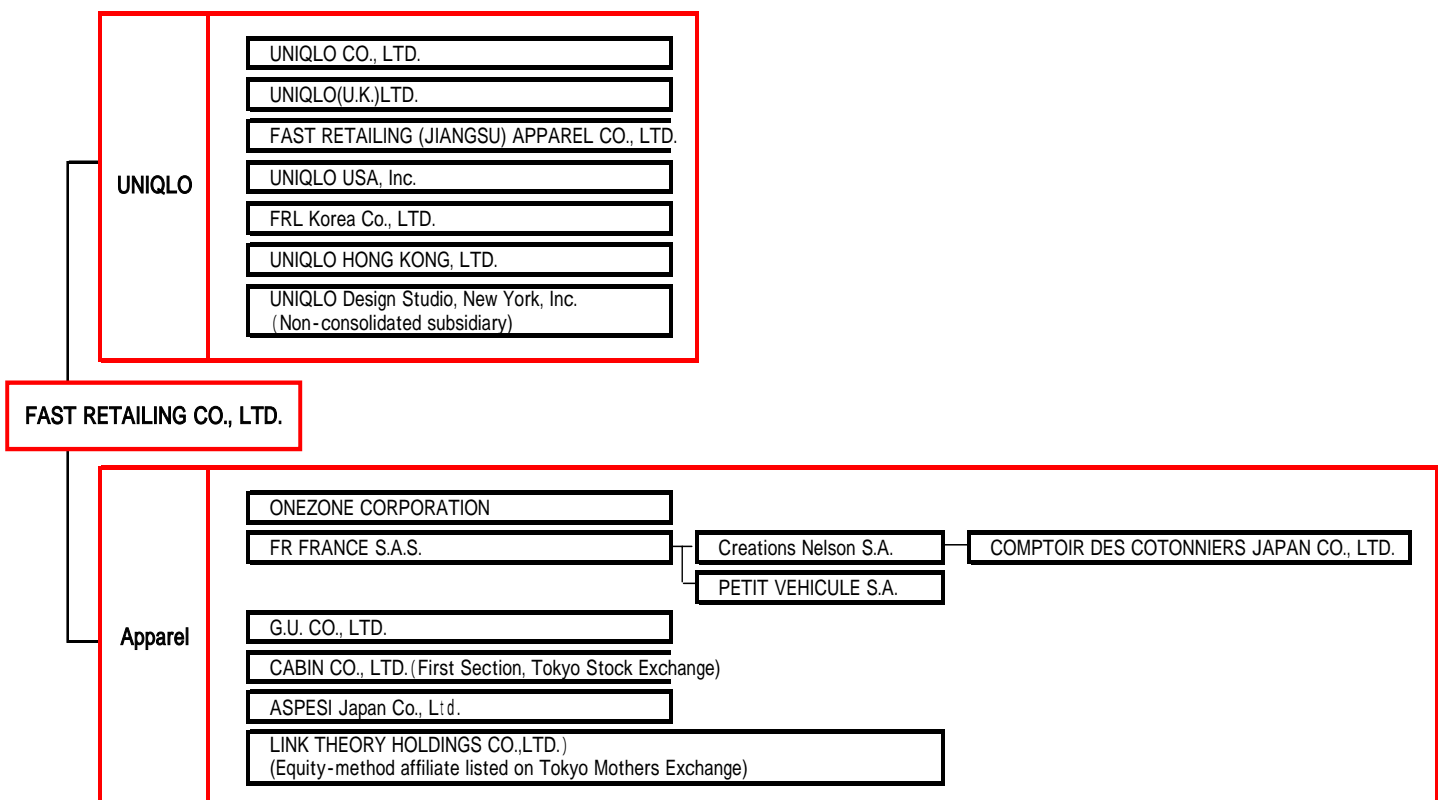 UNIQLO
UNIQLO CO., LTD.
UNIQLO(U.K.)LTD.
FAST RETAILING (JIANGSU) APPAREL CO., LTD.
UNIQLO USA, Inc.
FRL Korea Co., LTD.
UNIQLO HONG KONG, LTD.
UNIQLO Design Studio, New York, Inc.
(Non-consolidated subsidiary)
FAST RETAILING CO., LTD.
Apparel
ONEZONE CORPORATION
FR FRANCE S.A.S.
Creations Nelson S.A.
COMPTOIR DES COTONNIERS JAPAN CO., LTD.
PETIT VEHICULE S.A.
G.U. CO., LTD.
CABIN CO., LTD.(First Section, Tokyo Stock Exchange)
ASPESI Japan Co., Ltd.
LINK THEORY HOLDINGS CO.,LTD.)
(Equity-method affiliate listed on Tokyo Mothers Exchange)